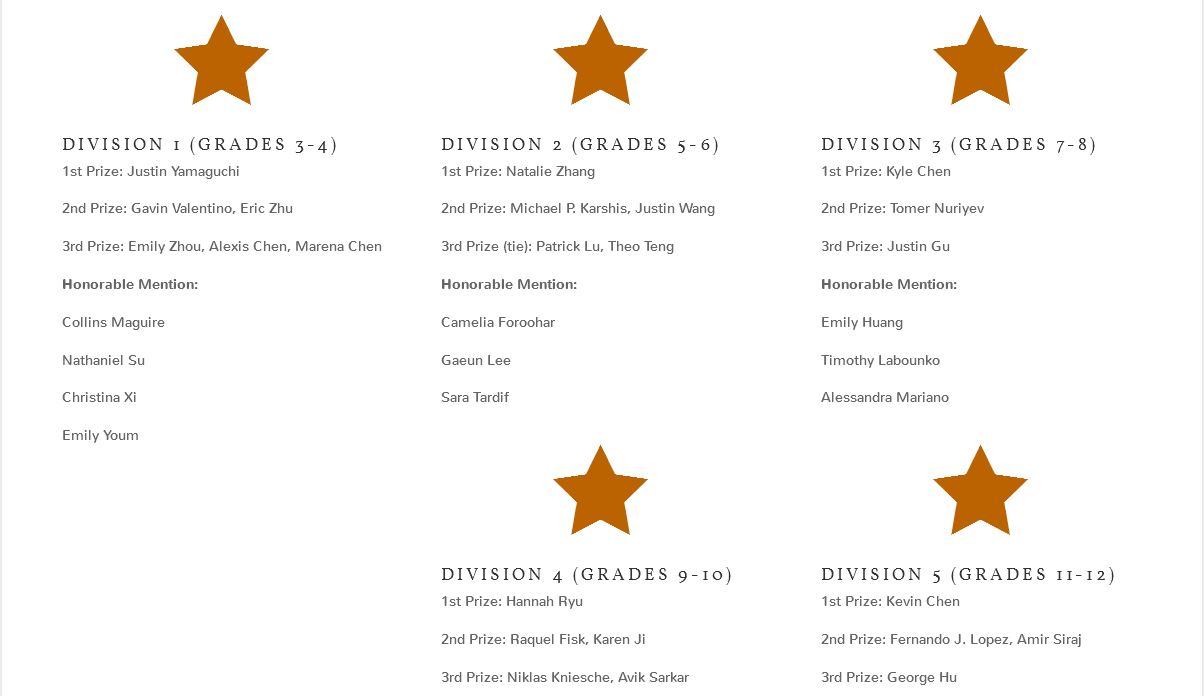 DIVISION 1 (GRADES 3-4)
1st Prize: Justin Yamaguchi
2nd Prize: Gavin Valentino, Eric Zhu
3rd Prize: Emily Zhou, Alexis Chen, Marena Chen
Honorable Mention:
Collins Maguire
Nathaniel Su
Christina Xi
Emily Youm
DIVISION 2 (GRADES 5-6)
1st Prize: Natalie Zhang
2nd Prize: Michael P. Karshis, Justin Wang
3rd Prize (tie): Patrick Lu, Theo Teng
Honorable Mention:
Camelia Foroohar
Gaeun Lee
Sara Tardif
DIVISION 3 (GRADES 7-8)
1st Prize: Kyle Chen
2nd Prize: Tomer Nuriyev
3rd Prize: Justin Gu
Honorable Mention:
Emily Huang
Timothy Labounko
Alessandra Mariano
DIVISION 4 (GRADES 9-10)
1st Prize: Hannah Ryu
2nd Prize: Raquel Fisk, Karen Ji
3rd Prize: Niklas Kniesche, Avik Sarkar
DIVISION 5 (GRADES 11-12)
1st Prize: Kevin Chen
2nd Prize: Fernando J. Lopez, Amir Siraj
3rd Prize: George Hu